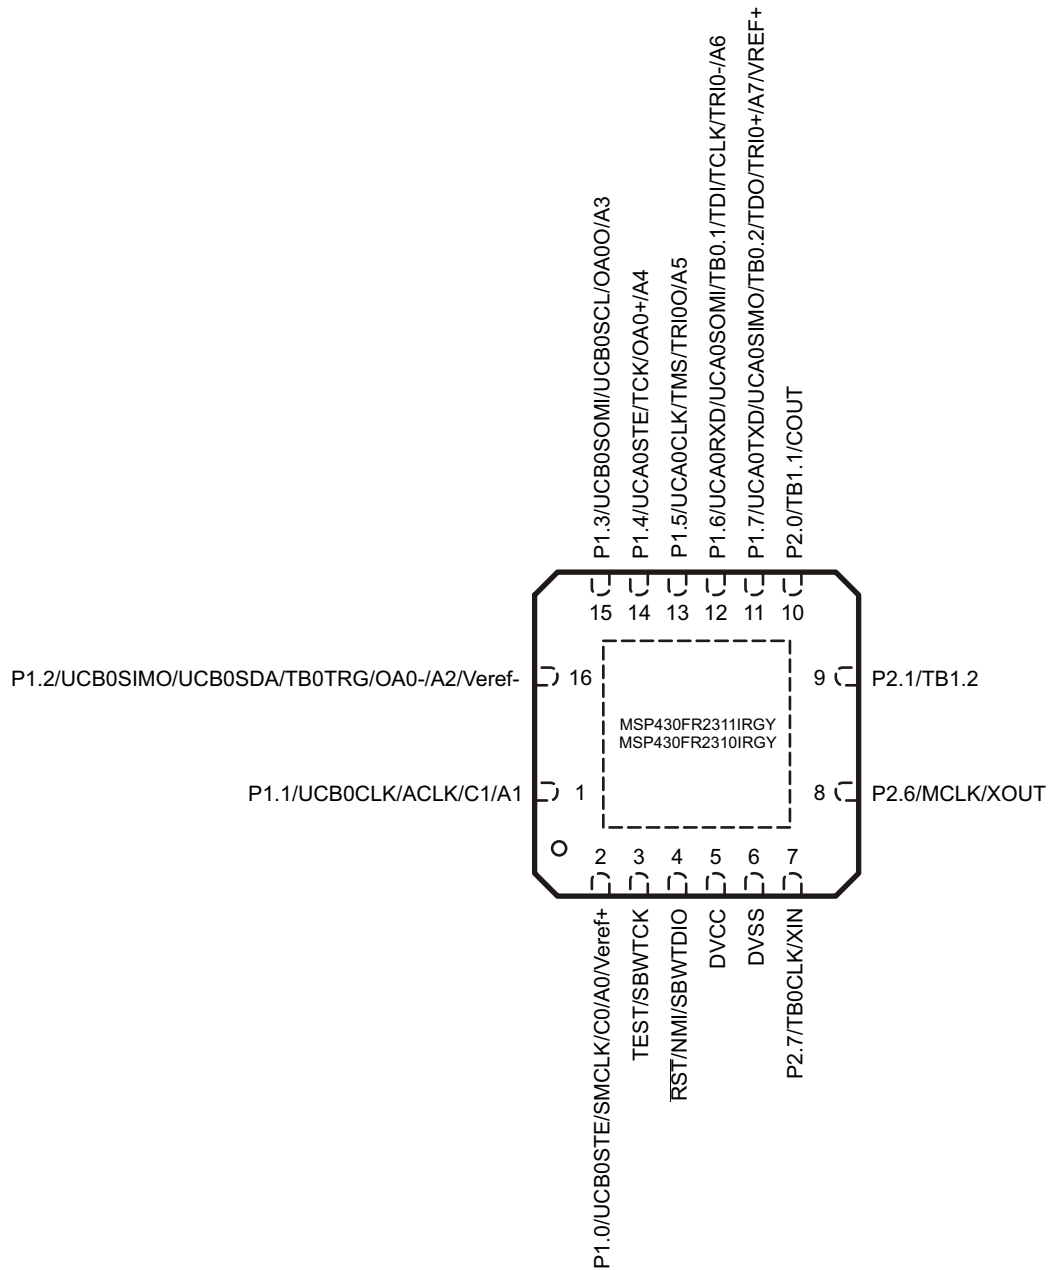 P1.3/UCB0SOMI/UCB0SCL/OA0O/A3
P1.4/UCA0STE/TCK/OA0+/A4
P1.5/UCA0CLK/TMS/TRI0O/A5
P1.6/UCA0RXD/UCA0SOMI/TB0.1/TDI/TCLK/TRI0-/A6
P1.7/UCA0TXD/UCA0SIMO/TB0.2/TDO/TRI0+/A7/VREF+
P2.0/TB1.1/COUT
15 14 13 12 11 10
P1.2/UCB0SIMO/UCB0SDA/TB0TRG/OA0-/A2/Veref- 16
9 P2.1/TB1.2
MSP430FR2311IRGY
MSP430FR2310IRGY
P1.1/UCB0CLK/ACLK/C1/A1 1
8 P2.6/MCLK/XOUT
2 3 4 5 6 7
P1.0/UCB0STE/SMCLK/C0/A0/Veref+
TEST/SBWTCK
RST/NMI/SBWTDIO
DVCC
DVSS
P2.7/TB0CLK/XIN